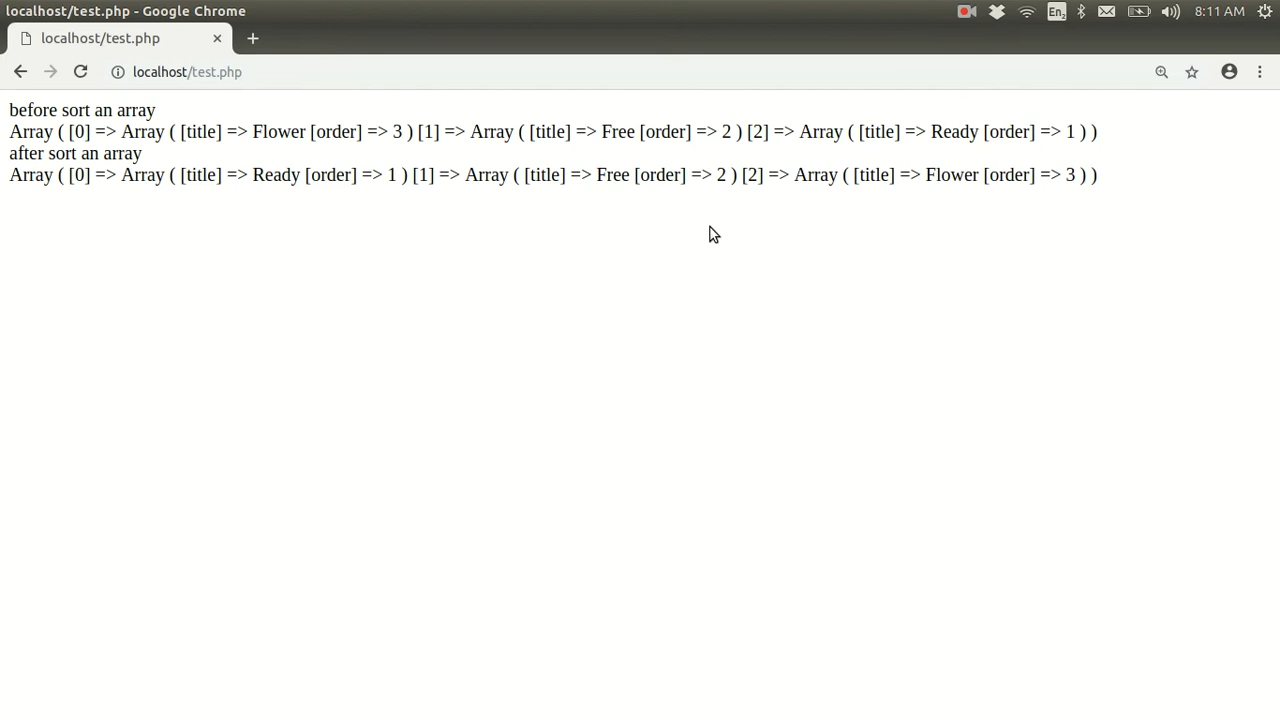 localhost/test.php - Google Chrome
En2
8:11 AM
localhost/test.php
localhost/test.php
before sort an array
Array ( [0] => Array ( [title] => Flower [order] => 3 ) [1] => Array ( [title] => Free [order] => 2 ) [2] => Array ( [title] => Ready [order] => 1 ) )
after sort an array
Array ( [0] => Array ( [title] => Ready [order] => 1 ) [1] => Array ( [title] => Free [order] => 2 ) [2] => Array ( [title] => Flower [order] => 3 ) )